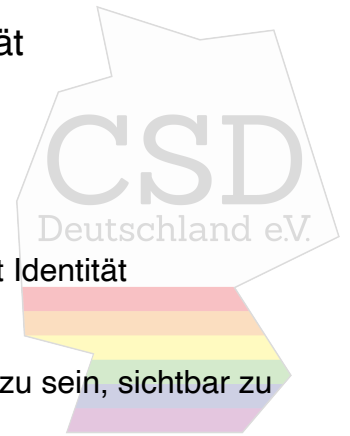 ät
CSD
Deutschland e.V.
t Identität
zu sein, sichtbar zu